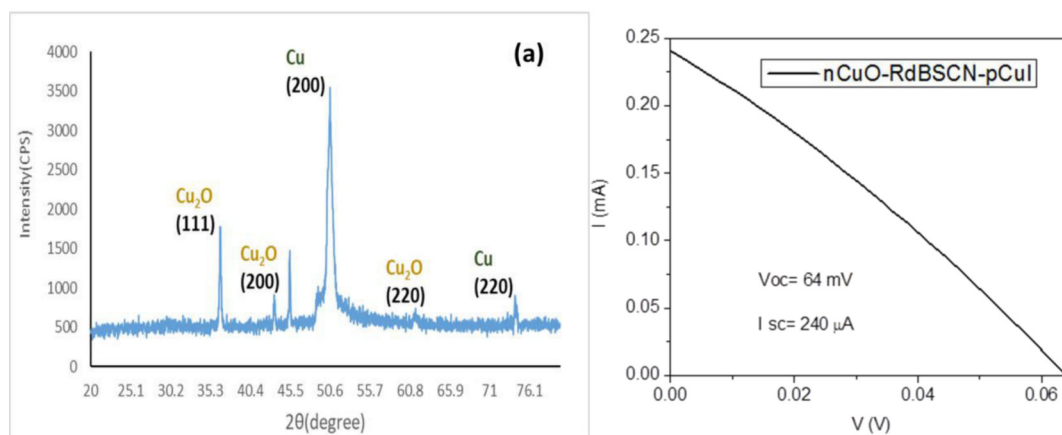 (a)
Intensity(CPS)
4000
3500
3000
2500
2000
1500
1000
500
0
Cu
(200)
Cu₂O
(111)
Cu₂O
(200)
Cu₂O
(220)
Cu
(220)
20 25.1 30.2 35.3 40.4 45.5 50.6 55.7 60.8 65.9 71 76.1
2θ(degree)
I (mA)
0.25
0.20
0.15
0.10
0.05
0.00
nCuO-RdBSCN-pCuI
Voc= 64 mV
I sc= 240 μA
0.00 0.02 0.04 0.06
V (V)